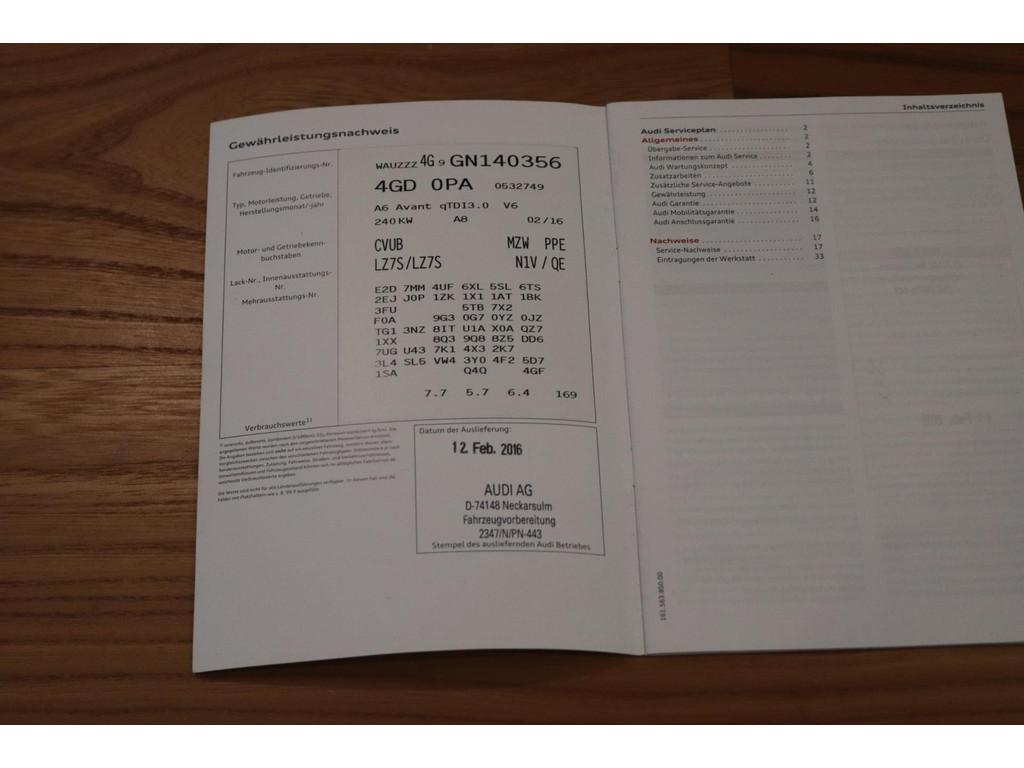 Gewährleistungsnachweis
Fahrzeug-Identifizierungs-Nr.
WAUZZZ 4G 9 GN140356
4GD 0PA 0532749
Typ, Motorleistung, Getriebe,
Herstellungsmonat/-jahr
A6 Avant qTDI3.0 V6
240 KW A8 02/16
Motor- und Getriebekenn-
buchstaben
CVUB MZW PPE
Lack-Nr., Innenausstattungs-
Nr.
LZ7S/LZ7S N1V / QE
Mehrausstattungs-Nr.
E2D 7MM 4UF 6XL 5SL 6TS
2EJ J0P 1ZK 1X1 1AT 1BK
3FU 5TB 7X2
F0A 9G3 0G7 0YZ 0JZ
TG1 3NZ 8IT U1A X0A QZ7
1XX 8Q3 9Q8 8Z5 DD6
7UG U43 7K1 4X3 2K7
3L4 SL5 VW4 3Y0 4F2 5D7
1SA Q4Q 4GF
7.7 5.7 6.4 169
Verbrauchswerte 1)
Datum der Auslieferung:
12. Feb. 2016
AUDI AG
D-74148 Neckarsulm
Fahrzeugvorbereitung
2347/N/PN-443
Stempel des ausliefernden Audi Betriebes
Inhaltsverzeichnis
Audi Serviceplan 2
Allgemeines 2
Übergabe-Service 2
Informationen zum Audi Service 2
Audi Wartungskonzept 4
Zusatzarbeiten 6
Zusätzliche Service-Angebote 11
Gewährleistung 12
Audi Garantie 12
Audi Mobilitätsgarantie 14
Audi Anschlussgarantie 16
Nachweise 17
Service-Nachweise 17
Eintragungen der Werkstatt 33
161.563.890.00